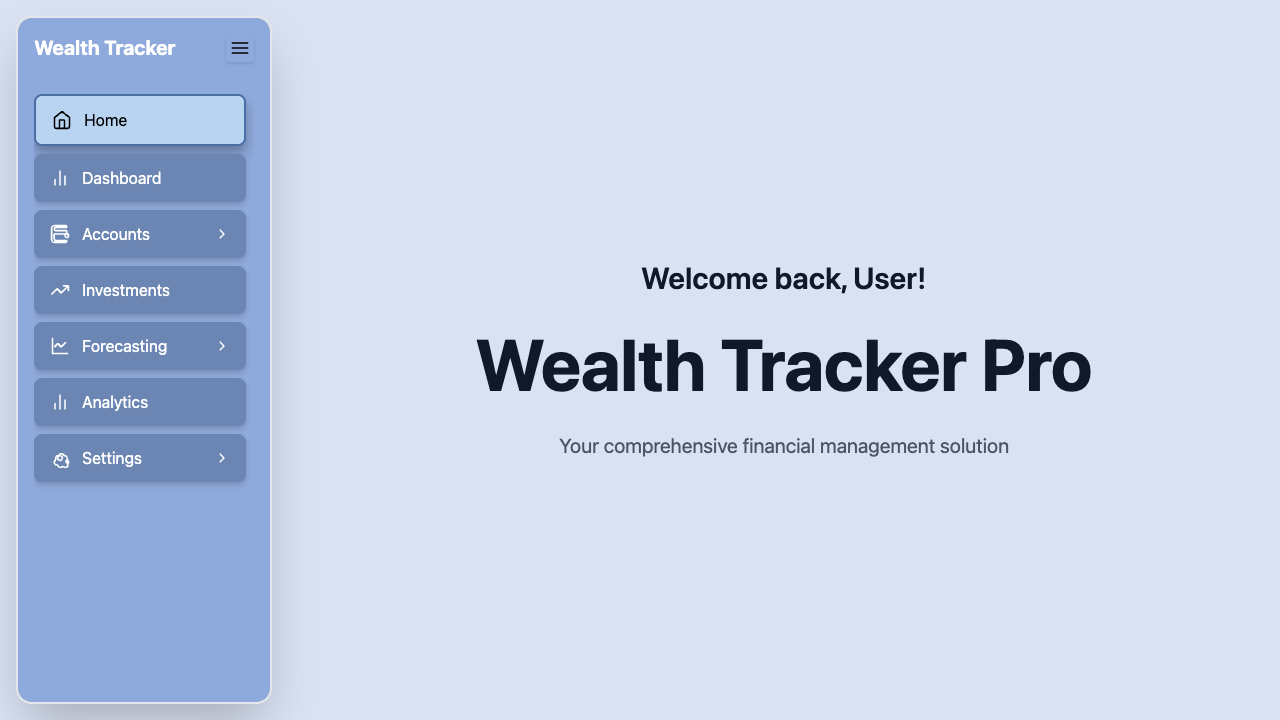 Wealth Tracker
Home
Dashboard
Accounts
Investments
Forecasting
Analytics
Settings
Welcome back, User!
Wealth Tracker Pro
Your comprehensive financial management solution